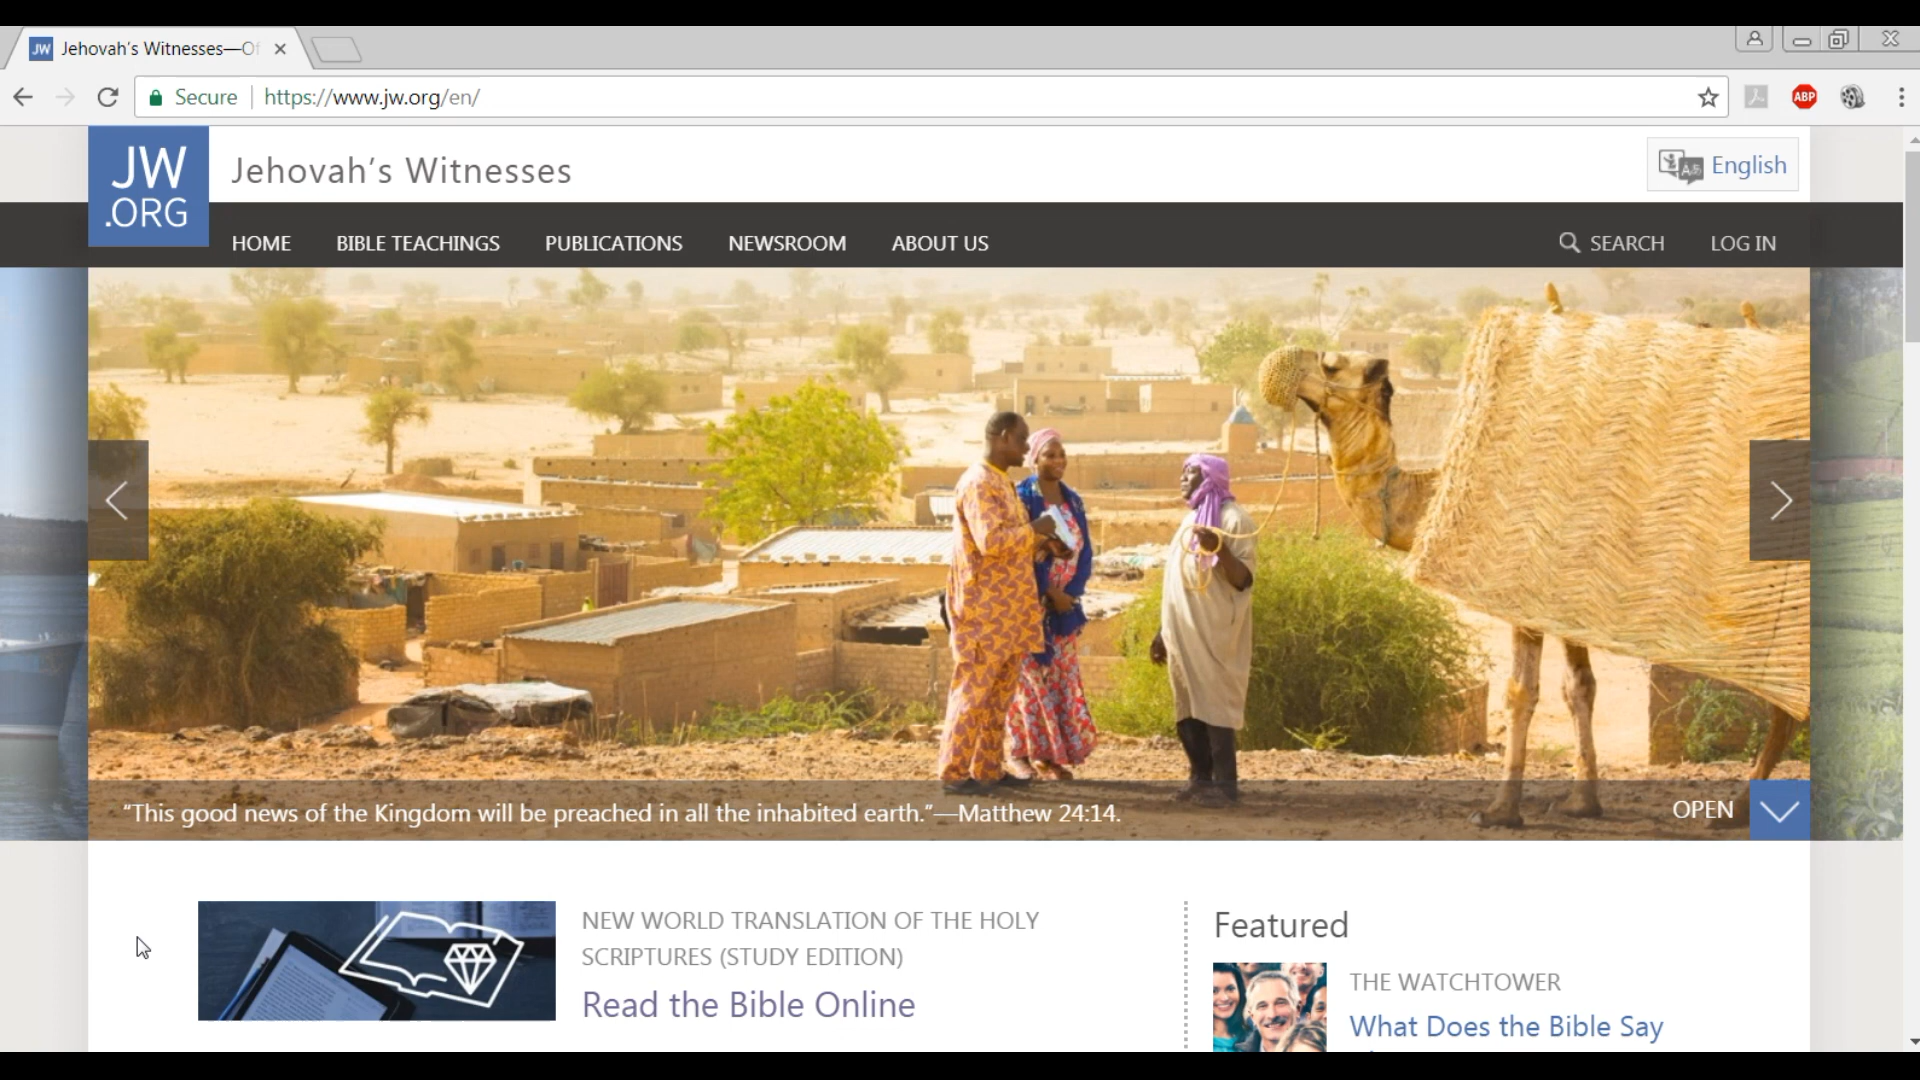 JW Jehovah's Witnesses—Of
Secure https://www.jw.org/en/
ABP
JW
.ORG
Jehovah's Witnesses
English
HOME BIBLE TEACHINGS PUBLICATIONS NEWSROOM ABOUT US SEARCH LOG IN
"This good news of the Kingdom will be preached in all the inhabited earth."—Matthew 24:14.
OPEN
NEW WORLD TRANSLATION OF THE HOLY
SCRIPTURES (STUDY EDITION)
Read the Bible Online
Featured
THE WATCHTOWER
What Does the Bible Say